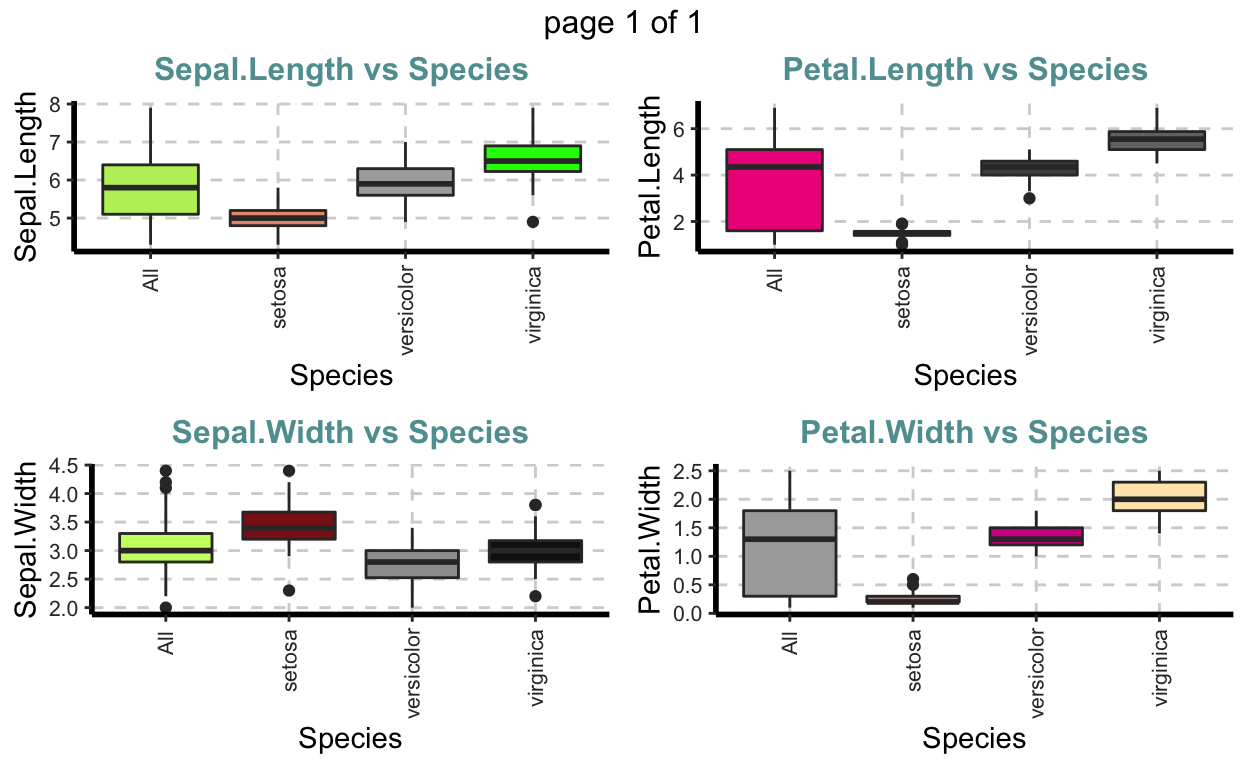 page 1 of 1
Sepal.Length vs Species
Sepal.Length
8
7
6
5
All
setosa
versicolor
virginica
Species
Petal.Length vs Species
Petal.Length
6
4
2
All
setosa
versicolor
virginica
Species
Sepal.Width vs Species
Sepal.Width
4.5
4.0
3.5
3.0
2.5
2.0
All
setosa
versicolor
virginica
Species
Petal.Width vs Species
Petal.Width
2.5
2.0
1.5
1.0
0.5
0.0
All
setosa
versicolor
virginica
Species